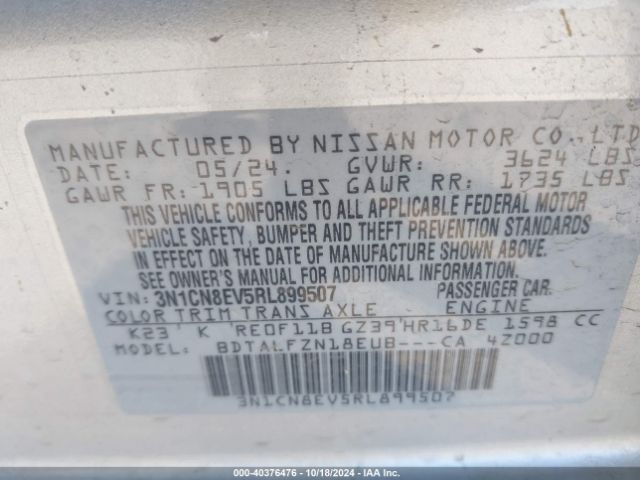 MANUFACTURED BY NISSAN MOTOR CO., LTD
DATE: 05/24. GVWR: 3624 LBS
GAWR FR: 1905 LBS GAWR RR: 1735 LBS
THIS VEHICLE CONFORMS TO ALL APPLICABLE FEDERAL MOTOR
VEHICLE SAFETY, BUMPER AND THEFT PREVENTION STANDARDS
IN EFFECT ON THE DATE OF MANUFACTURE SHOWN ABOVE.
SEE OWNER'S MANUAL FOR ADDITIONAL INFORMATION
VIN: 3N1CN8EV5RL899507 PASSENGER CAR.
COLOR TRIM TRANS AXLE ENGINE
K23 K RE0F11B GZ39 HR16DE 1598 CC
MODEL: BDTALFZN18EUB---CA 4Z000
3N1CN8EV5RL899507
©2024 - 40376476 | 10/18/2024 - IAA Inc.